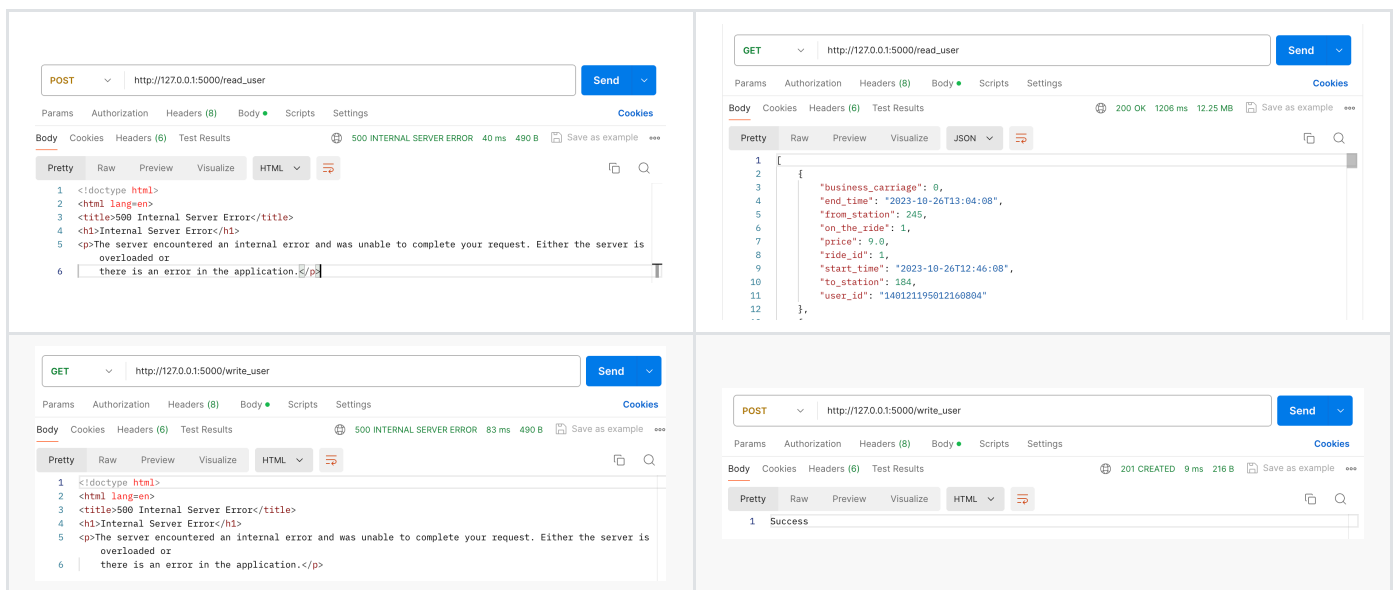 POST http://127.0.0.1:5000/read_user Send
Params Authorization Headers (8) Body Scripts Settings Cookies
Body Cookies Headers (6) Test Results 500 INTERNAL SERVER ERROR 40 ms 490 B Save as example
Pretty Raw Preview Visualize HTML
1 <!doctype html>
2 <html lang=en>
3 <title>500 Internal Server Error</title>
4 <h1>Internal Server Error</h1>
5 <p>The server encountered an internal error and was unable to complete your request. Either the server is
overloaded or
6 there is an error in the application.</p>
GET http://127.0.0.1:5000/read_user Send
Params Authorization Headers (8) Body Scripts Settings Cookies
Body Cookies Headers (6) Test Results 200 OK 1206 ms 12.25 MB Save as example
Pretty Raw Preview Visualize JSON
1 [
2 {
3 "business_carriage": 0,
4 "end_time": "2023-10-26T13:04:08",
5 "from_station": 245,
6 "on_the_ride": 1,
7 "price": 9.0,
8 "ride_id": 1,
9 "start_time": "2023-10-26T12:46:08",
10 "to_station": 184,
11 "user_id": "140121195012160804"
12 },
GET http://127.0.0.1:5000/write_user Send
Params Authorization Headers (8) Body Scripts Settings Cookies
Body Cookies Headers (6) Test Results 500 INTERNAL SERVER ERROR 83 ms 490 B Save as example
Pretty Raw Preview Visualize HTML
1 <!doctype html>
2 <html lang=en>
3 <title>500 Internal Server Error</title>
4 <h1>Internal Server Error</h1>
5 <p>The server encountered an internal error and was unable to complete your request. Either the server is
overloaded or
6 there is an error in the application.</p>
POST http://127.0.0.1:5000/write_user Send
Params Authorization Headers (8) Body Scripts Settings Cookies
Body Cookies Headers (6) Test Results 201 CREATED 9 ms 216 B Save as example
Pretty Raw Preview Visualize HTML
1 Success